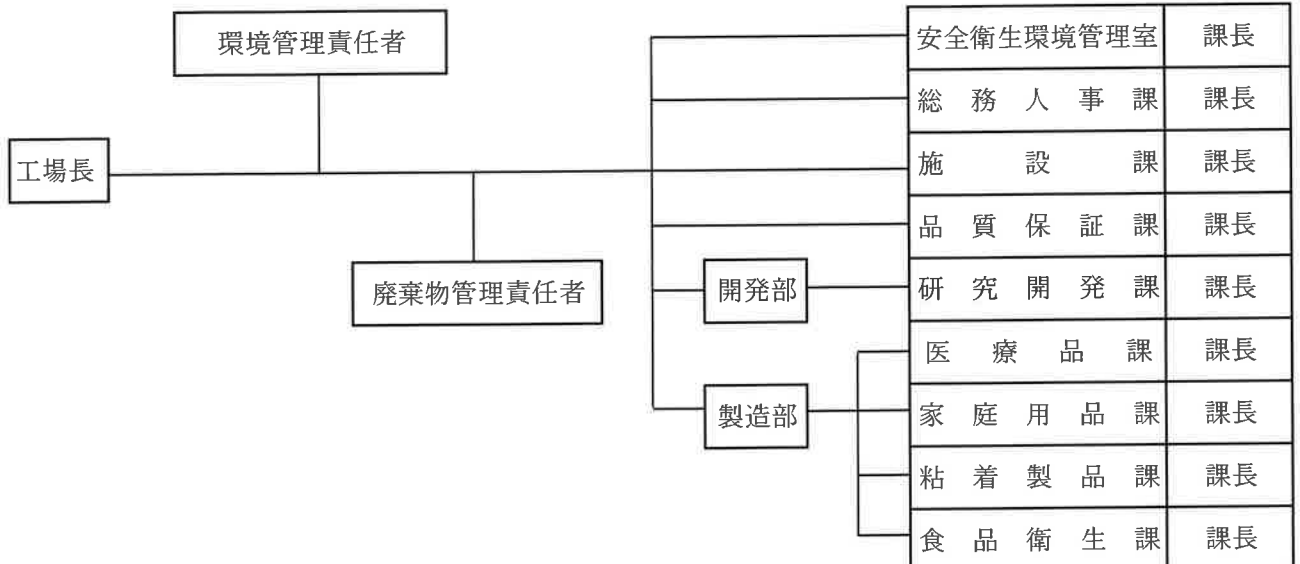 環境管理責任者
工場長
廃棄物管理責任者
開発部
製造部
安全衛生環境管理室 課長
総務人事課 課長
施設課 課長
品質保証課 課長
研究開発課 課長
医療品課 課長
家庭用品課 課長
粘着製品課 課長
食品衛生課 課長